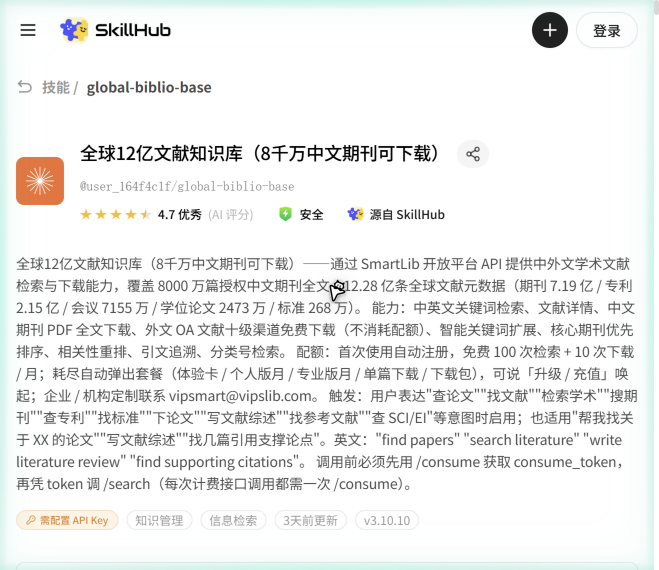 SkillHub
登录
技能 / global-biblio-base
全球12亿文献知识库（8千万中文期刊可下载）
@user_164f4c1f/global-biblio-base
4.7 优秀 (AI 评分) 安全 源自 SkillHub
全球12亿文献知识库（8千万中文期刊可下载）——通过 SmartLib 开放平台 API 提供中外文学术文献
检索与下载能力，覆盖 8000 万篇授权中文期刊全文 12.28 亿条全球文献元数据（期刊 7.19 亿 / 专利
2.15 亿 / 会议 7155 万 / 学位论文 2473 万 / 标准 268 万）。 能力：中英文关键词检索、文献详情、中文
期刊 PDF 全文下载、外文 OA 文献十级渠道免费下载（不消耗配额）、智能关键词扩展、核心期刊优先
排序、相关性重排、引文追溯、分类号检索。 配额：首次使用自动注册，免费 100 次检索 + 10 次下载
/ 月；耗尽自动弹出套餐（体验卡 / 个人版月 / 专业版月 / 单篇下载 / 下载包），可说「升级 / 充值」唤
起；企业 / 机构定制联系 vipsmart@vipslib.com。 触发：用户表达"查论文""找文献""检索学术""搜期
刊""查专利""找标准""下论文""写文献综述""找参考文献""查 SCI/EI"等意图时启用；也适用"帮我找关
于 XX 的论文""写文献综述""找几篇引用支撑论点"。英文："find papers" "search literature" "write
literature review" "find supporting citations"。 调用前必须先用 /consume 获取 consume_token，
再凭 token 调 /search（每次计费接口调用都需一次 /consume）。
需配置 API Key 知识管理 信息检索 3天前更新 v3.10.10